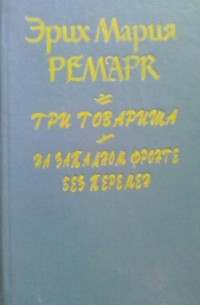 Эрих Мария
РЕМАРК
ТРИ ТОВАРИЩА
НА ЗАПАДНОМ ФРОНТЕ
БЕЗ ПЕРЕМЕН